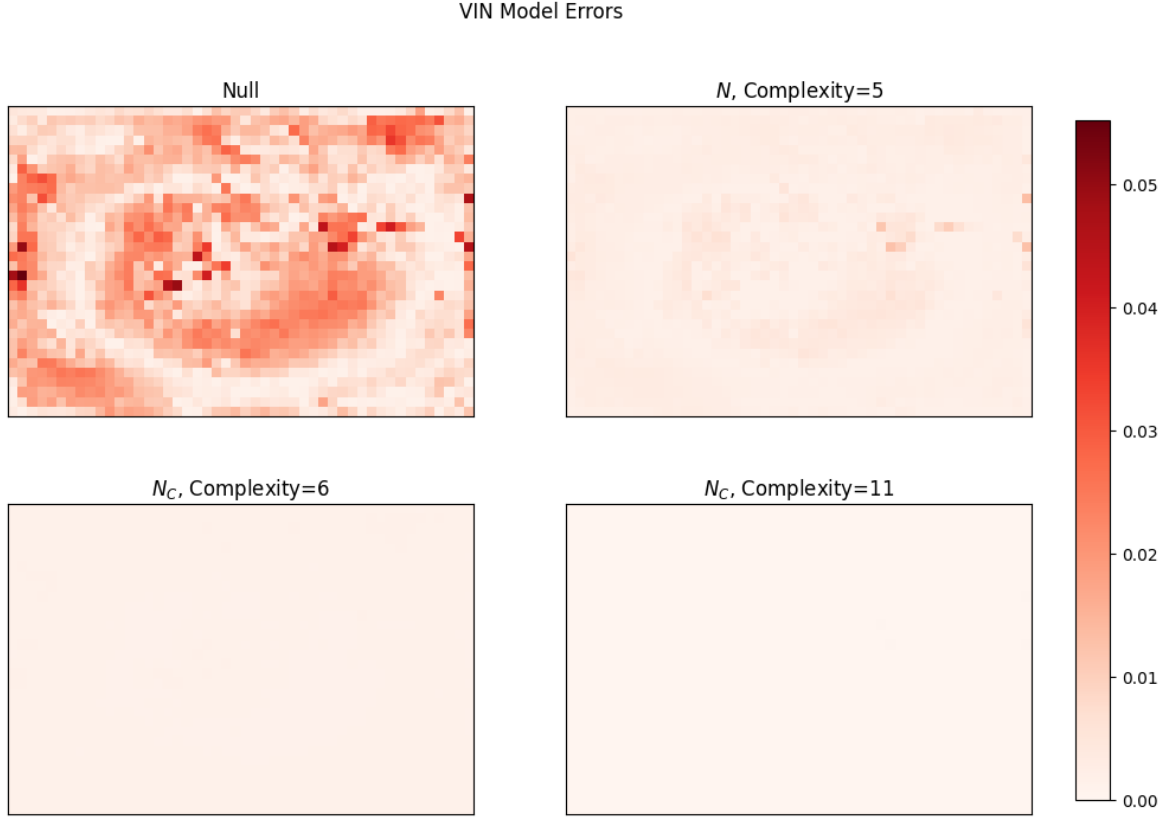 VIN Model Errors
Null
N, Complexity=5
N_C, Complexity=6
N_C, Complexity=11
0.05
0.04
0.03
0.02
0.01
0.00